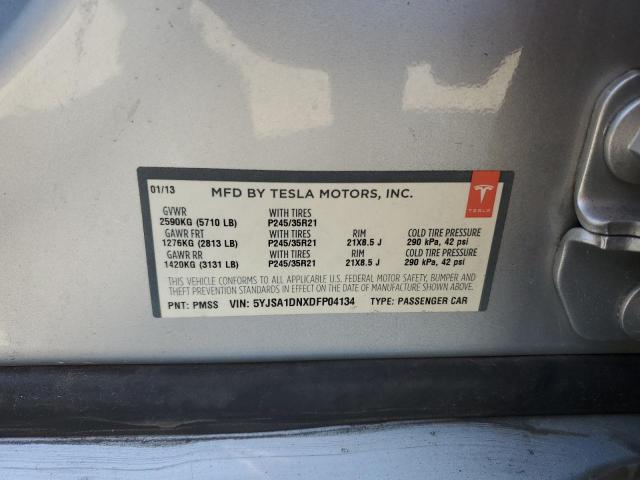 01/13 MFD BY TESLA MOTORS, INC.
TESLA
GVWR WITH TIRES
2590KG (5710 LB) P245/35R21
GAWR FRT WITH TIRES RIM COLD TIRE PRESSURE
1276KG (2813 LB) P245/35R21 21X8.5 J 290 kPa, 42 psi
GAWR RR WITH TIRES RIM COLD TIRE PRESSURE
1420KG (3131 LB) P245/35R21 21X8.5 J 290 kPa, 42 psi
THIS VEHICLE CONFORMS TO ALL APPLICABLE U.S. FEDERAL MOTOR SAFETY, BUMPER AND
THEFT PREVENTION STANDARDS IN EFFECT ON THE DATE OF MANUFACTURE SHOWN ABOVE.
PNT: PMSS VIN: 5YJSA1DNXDFP04134 TYPE: PASSENGER CAR